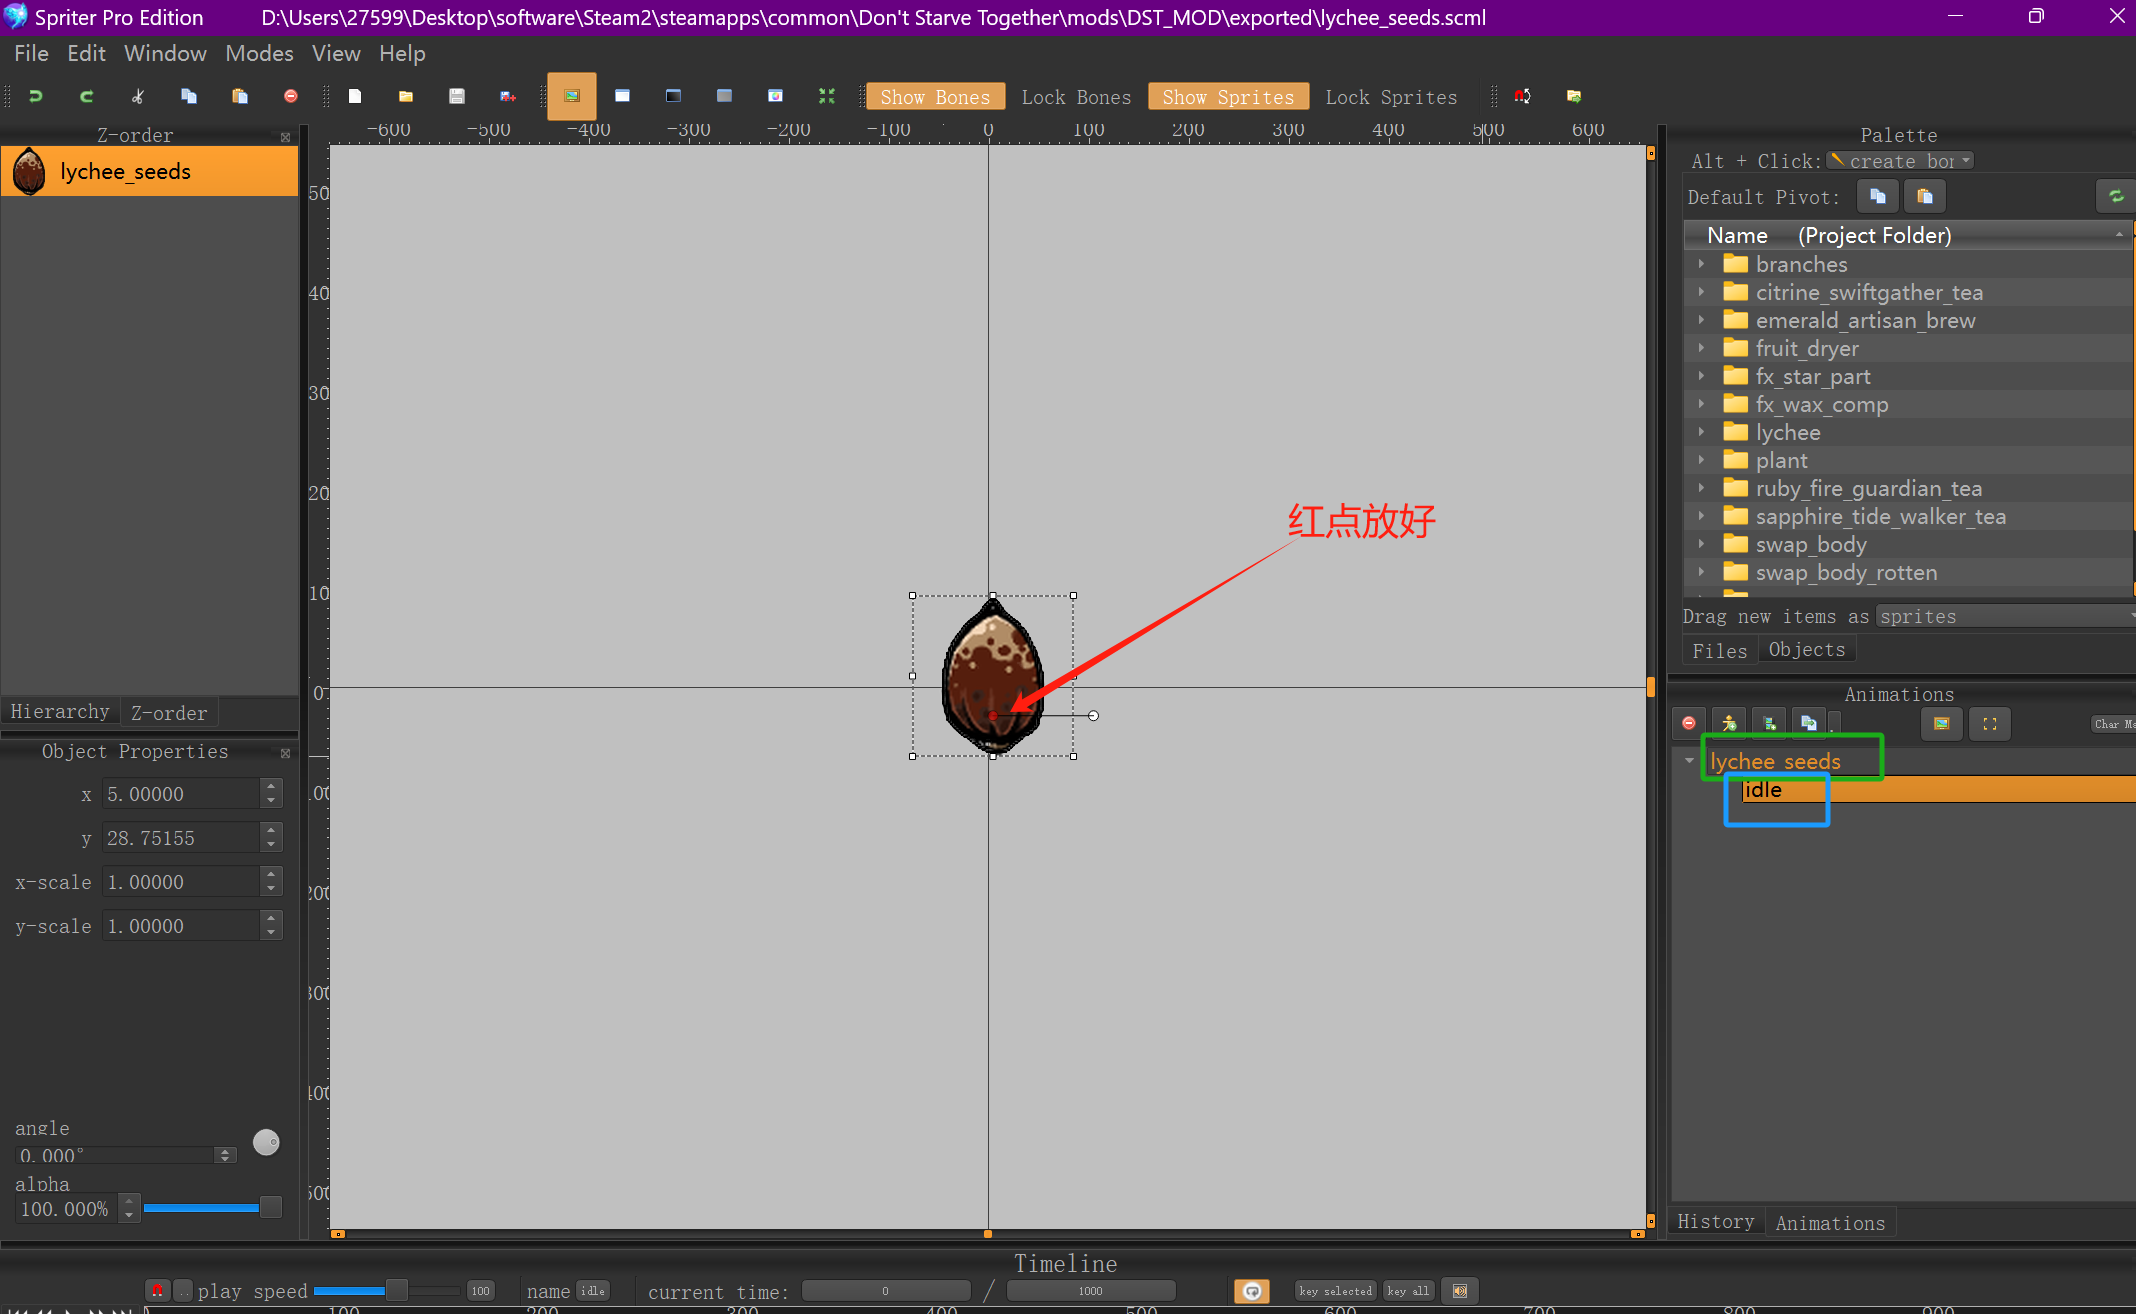 Spriter Pro Edition D:\Users\27599\Desktop\software\Steam2\steamapps\common\Don't Starve Together\mods\DST_MOD\exported\lychee_seeds.scml
File Edit Window Modes View Help
Show Bones Lock Bones Show Sprites Lock Sprites
Z-order
lychee_seeds
-600 -500 -400 -300 -200 -100 0 100 200 300 400 500 600
红点放好
Hierarchy Z-order
Object Properties
x 5.00000
y 28.75155
x-scale 1.00000
y-scale 1.00000
angle
0.000°
alpha
100.000%
Palette
Alt + Click: create bor
Default Pivot:
Name (Project Folder)
branches
citrine_swiftgather_tea
emerald_artisan_brew
fruit_dryer
fx_star_part
fx_wax_comp
lychee
plant
ruby_fire_guardian_tea
sapphire_tide_walker_tea
swap_body
swap_body_rotten
Drag new items as sprites
Files Objects
Animations
Char Ma
lychee_seeds
idle
History Animations
Timeline
play speed 100 name idle current time: 0 / 1000 key selected key all
100 200 300 400 500 600 700 800 900